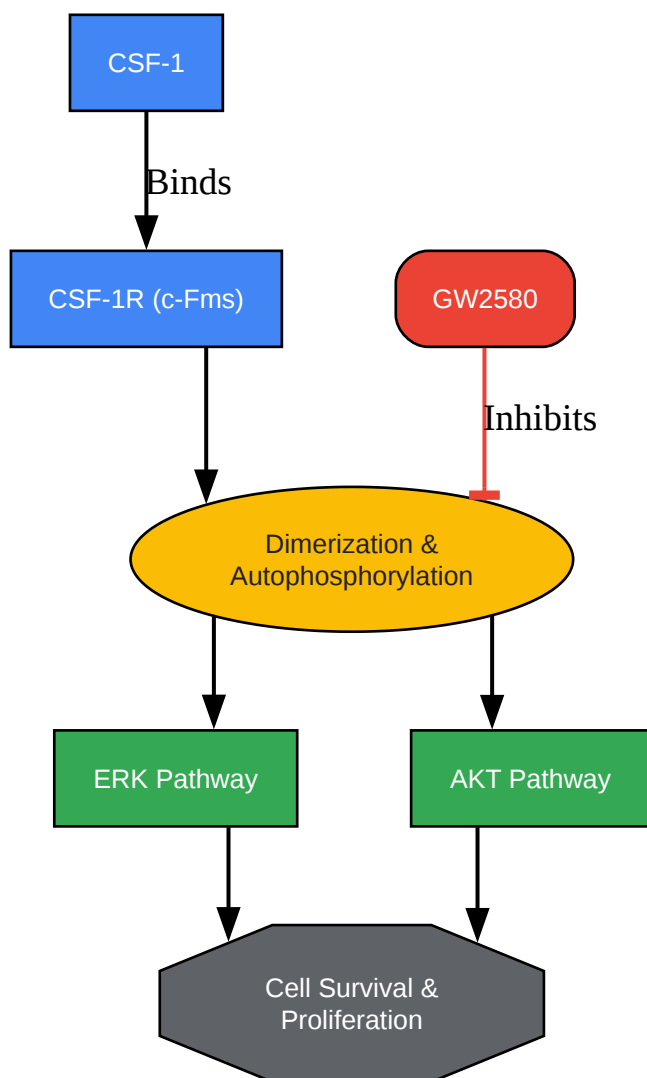 CSF-1
Binds
CSF-1R (c-Fms)
GW2580
Inhibits
Dimerization &
Autophosphorylation
ERK Pathway
AKT Pathway
Cell Survival &
Proliferation